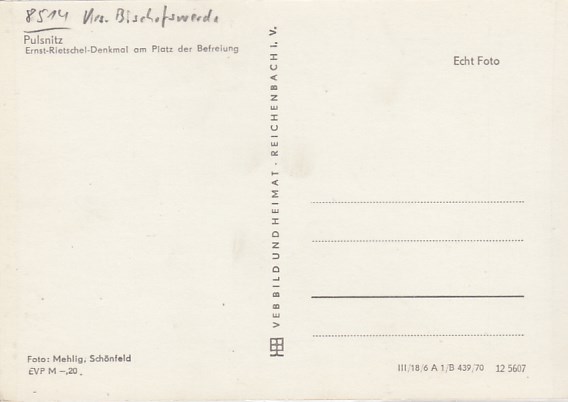 8514 Krs. Bischofswerda
Pulsnitz
Ernst-Rietschel-Denkmal am Platz der Befreiung
Echt Foto
VEB BILD UND HEIMAT · REICHENBACH I. V.
Foto: Mehlig, Schönfeld
EVP M –,20
III/18/6 A 1/B 439/70 12 5607